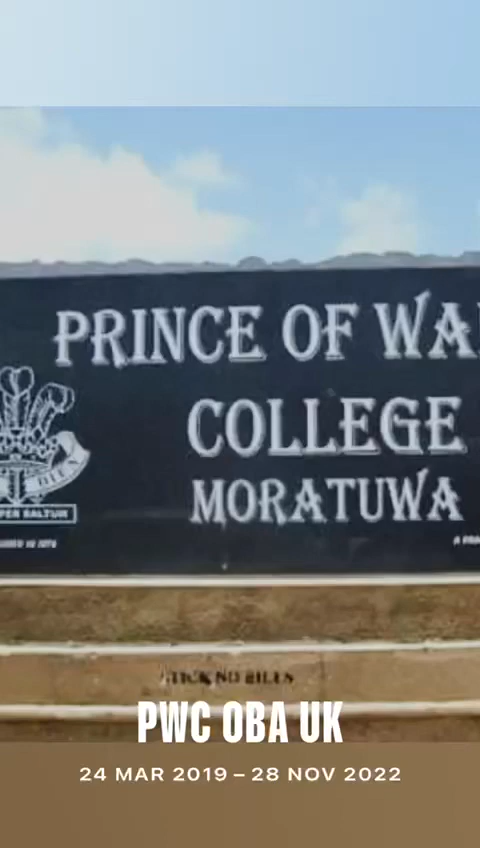 PRINCE OF WA
COLLEGE
MORATUWA
DIEN
PER SALTUM
STICK NO BILLS
PWC OBA UK
24 MAR 2019 – 28 NOV 2022